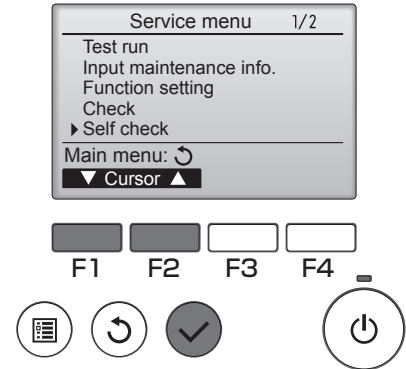 Service menu 1/2
Test run
Input maintenance info.
Function setting
Check
Self check
Main menu:
Cursor
F1 F2 F3 F4